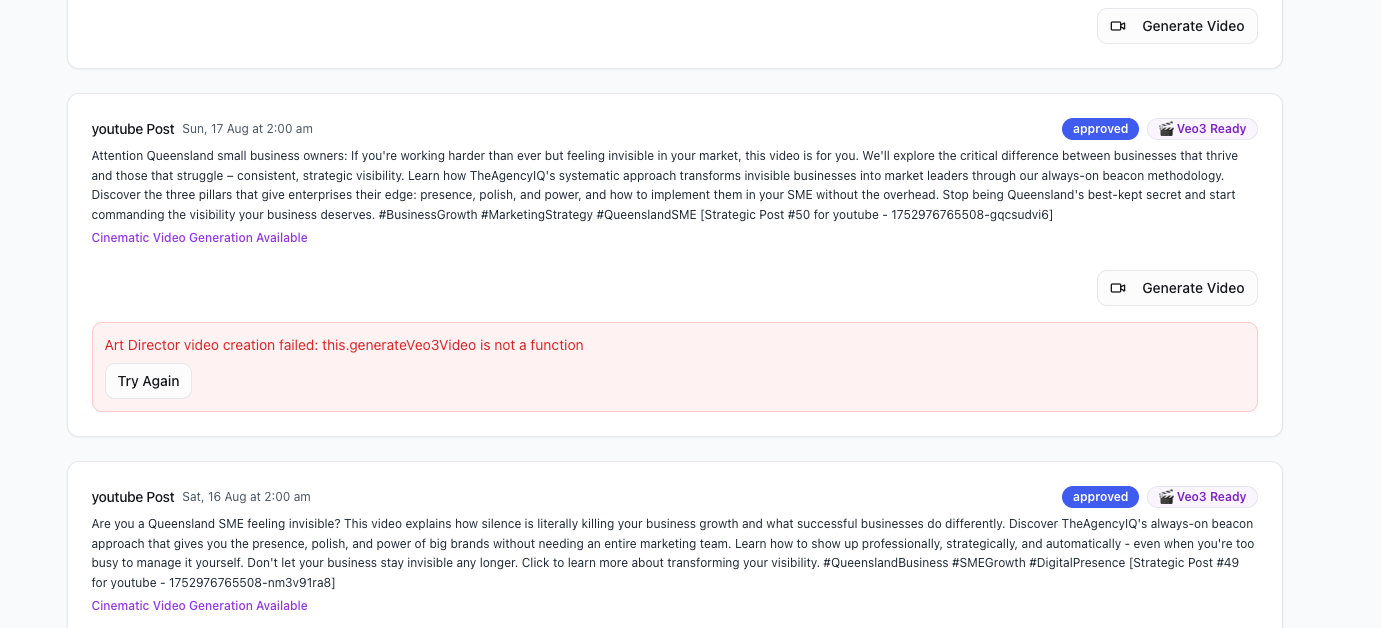 Generate Video
youtube Post Sun, 17 Aug at 2:00 am approved 🎬 Veo3 Ready
Attention Queensland small business owners: If you're working harder than ever but feeling invisible in your market, this video is for you. We'll explore the critical difference between businesses that thrive
and those that struggle – consistent, strategic visibility. Learn how TheAgencyIQ's systematic approach transforms invisible businesses into market leaders through our always-on beacon methodology.
Discover the three pillars that give enterprises their edge: presence, polish, and power, and how to implement them in your SME without the overhead. Stop being Queensland's best-kept secret and start
commanding the visibility your business deserves. #BusinessGrowth #MarketingStrategy #QueenslandSME [Strategic Post #50 for youtube - 1752976765508-gqcsudvi6]
Cinematic Video Generation Available
Generate Video
Art Director video creation failed: this.generateVeo3Video is not a function
Try Again
youtube Post Sat, 16 Aug at 2:00 am approved 🎬 Veo3 Ready
Are you a Queensland SME feeling invisible? This video explains how silence is literally killing your business growth and what successful businesses do differently. Discover TheAgencyIQ's always-on beacon
approach that gives you the presence, polish, and power of big brands without needing an entire marketing team. Learn how to show up professionally, strategically, and automatically - even when you're too
busy to manage it yourself. Don't let your business stay invisible any longer. Click to learn more about transforming your visibility. #QueenslandBusiness #SMEGrowth #DigitalPresence [Strategic Post #49
for youtube - 1752976765508-nm3v91ra8]
Cinematic Video Generation Available